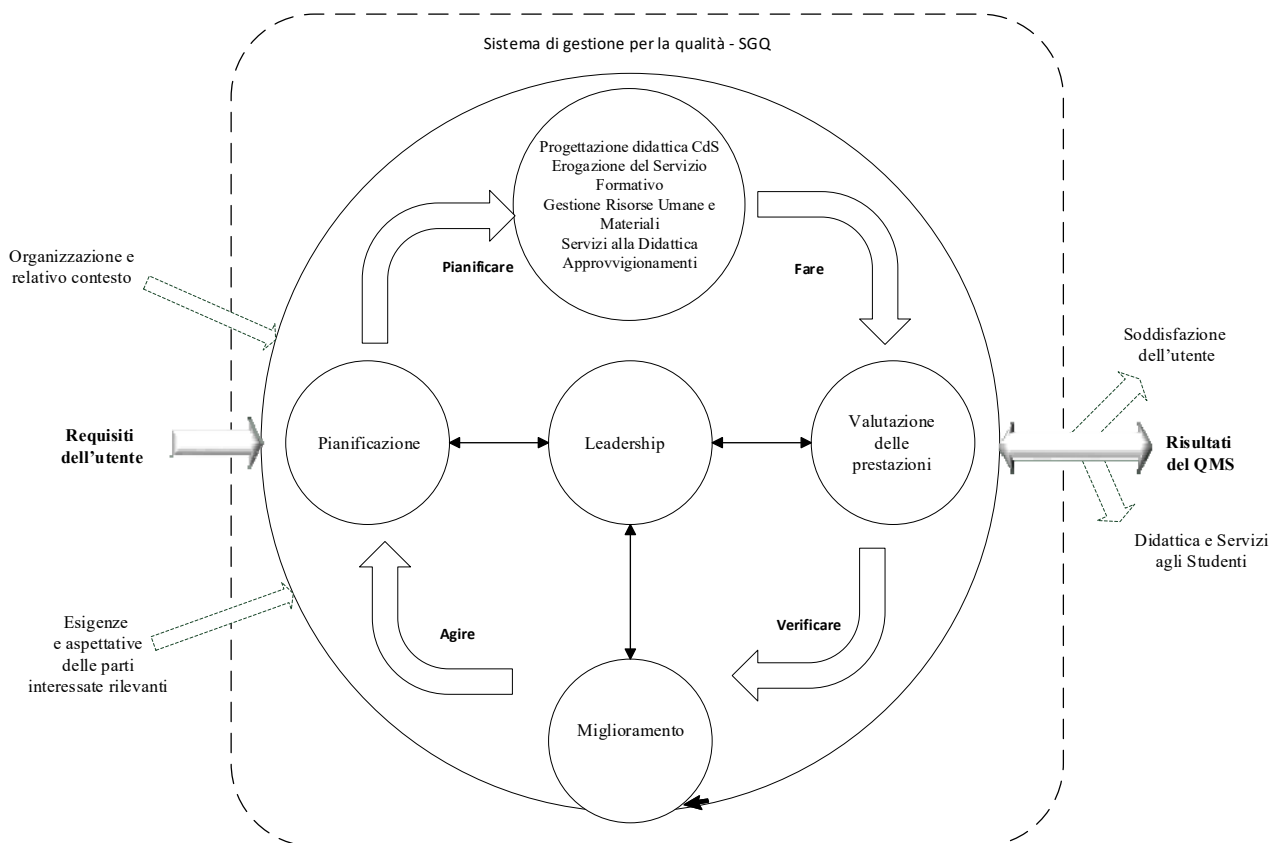 Sistema di gestione per la qualità - SGQ
Progettazione didattica CdS
Erogazione del Servizio
Formativo
Gestione Risorse Umane e
Materiali
Servizi alla Didattica
Approvvigionamenti
Pianificare
Fare
Organizzazione e
relativo contesto
Soddisfazione
dell'utente
Requisiti
dell'utente
Pianificazione
Leadership
Valutazione
delle
prestazioni
Risultati
del QMS
Didattica e Servizi
agli Studenti
Esigenze
e aspettative
delle parti
interessate rilevanti
Agire
Verificare
Miglioramento